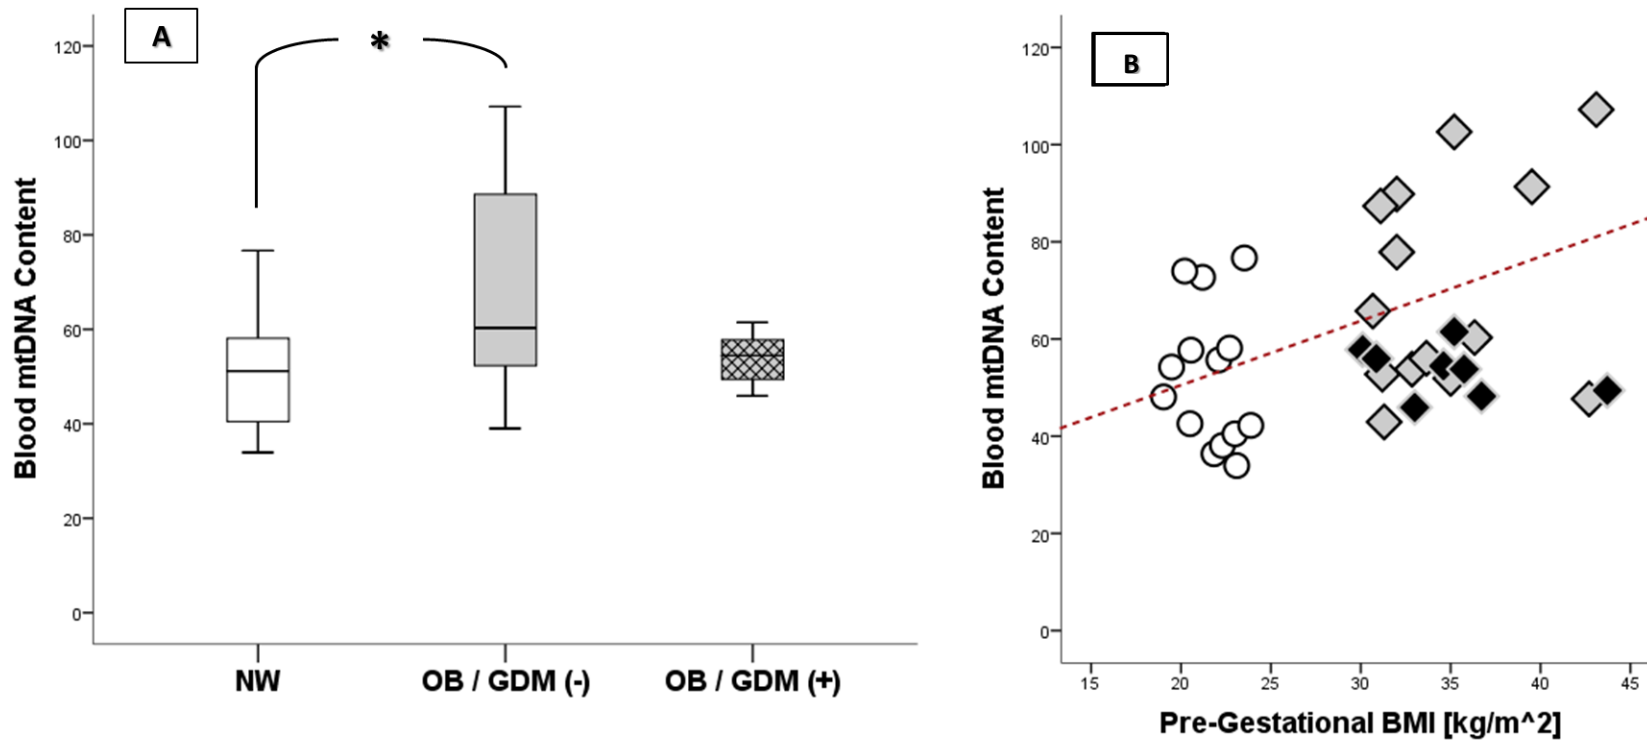 A
*
120
100
80
60
40
20
0
Blood mtDNA Content
NW
OB / GDM (-)
OB / GDM (+)
B
120
100
80
60
40
20
0
Blood mtDNA Content
15
20
25
30
35
40
45
Pre-Gestational BMI [kg/m^2]